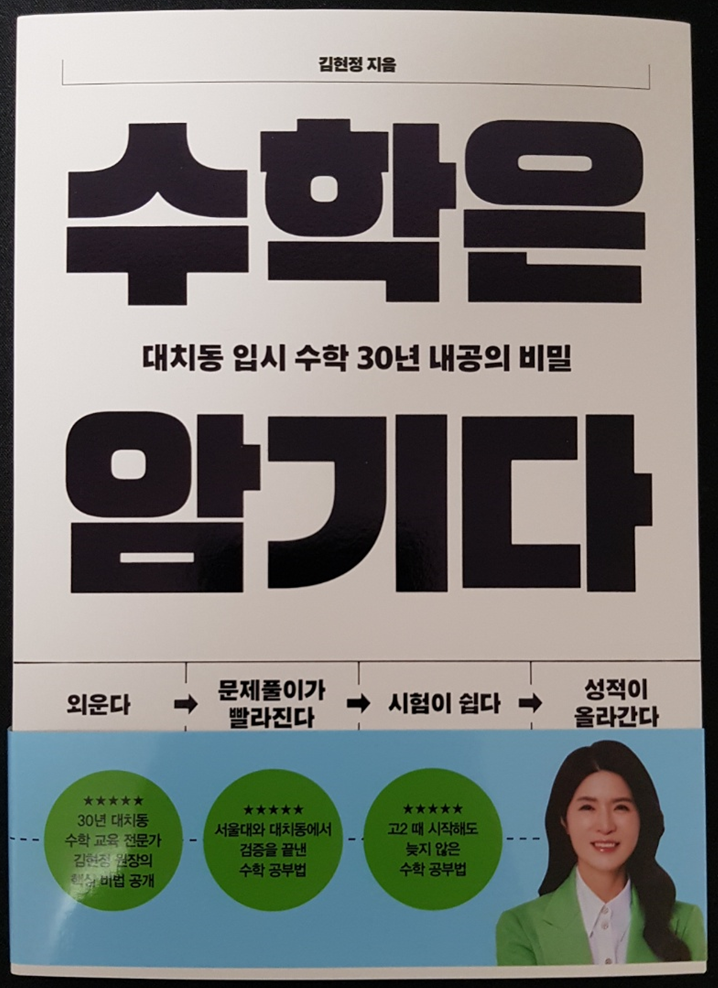 김현정 지음
수학은
대치동 입시 수학 30년 내공의 비밀
암기다
외운다 ➡ 문제풀이가 빨라진다 ➡ 시험이 쉽다 ➡ 성적이 올라간다
★★★★★
30년 대치동
수학 교육 전문가
김현정 원장의
핵심 비법 공개
★★★★★
서울대와 대치동에서
검증을 끝낸
수학 공부법
★★★★★
고2 때 시작해도
늦지 않은
수학 공부법